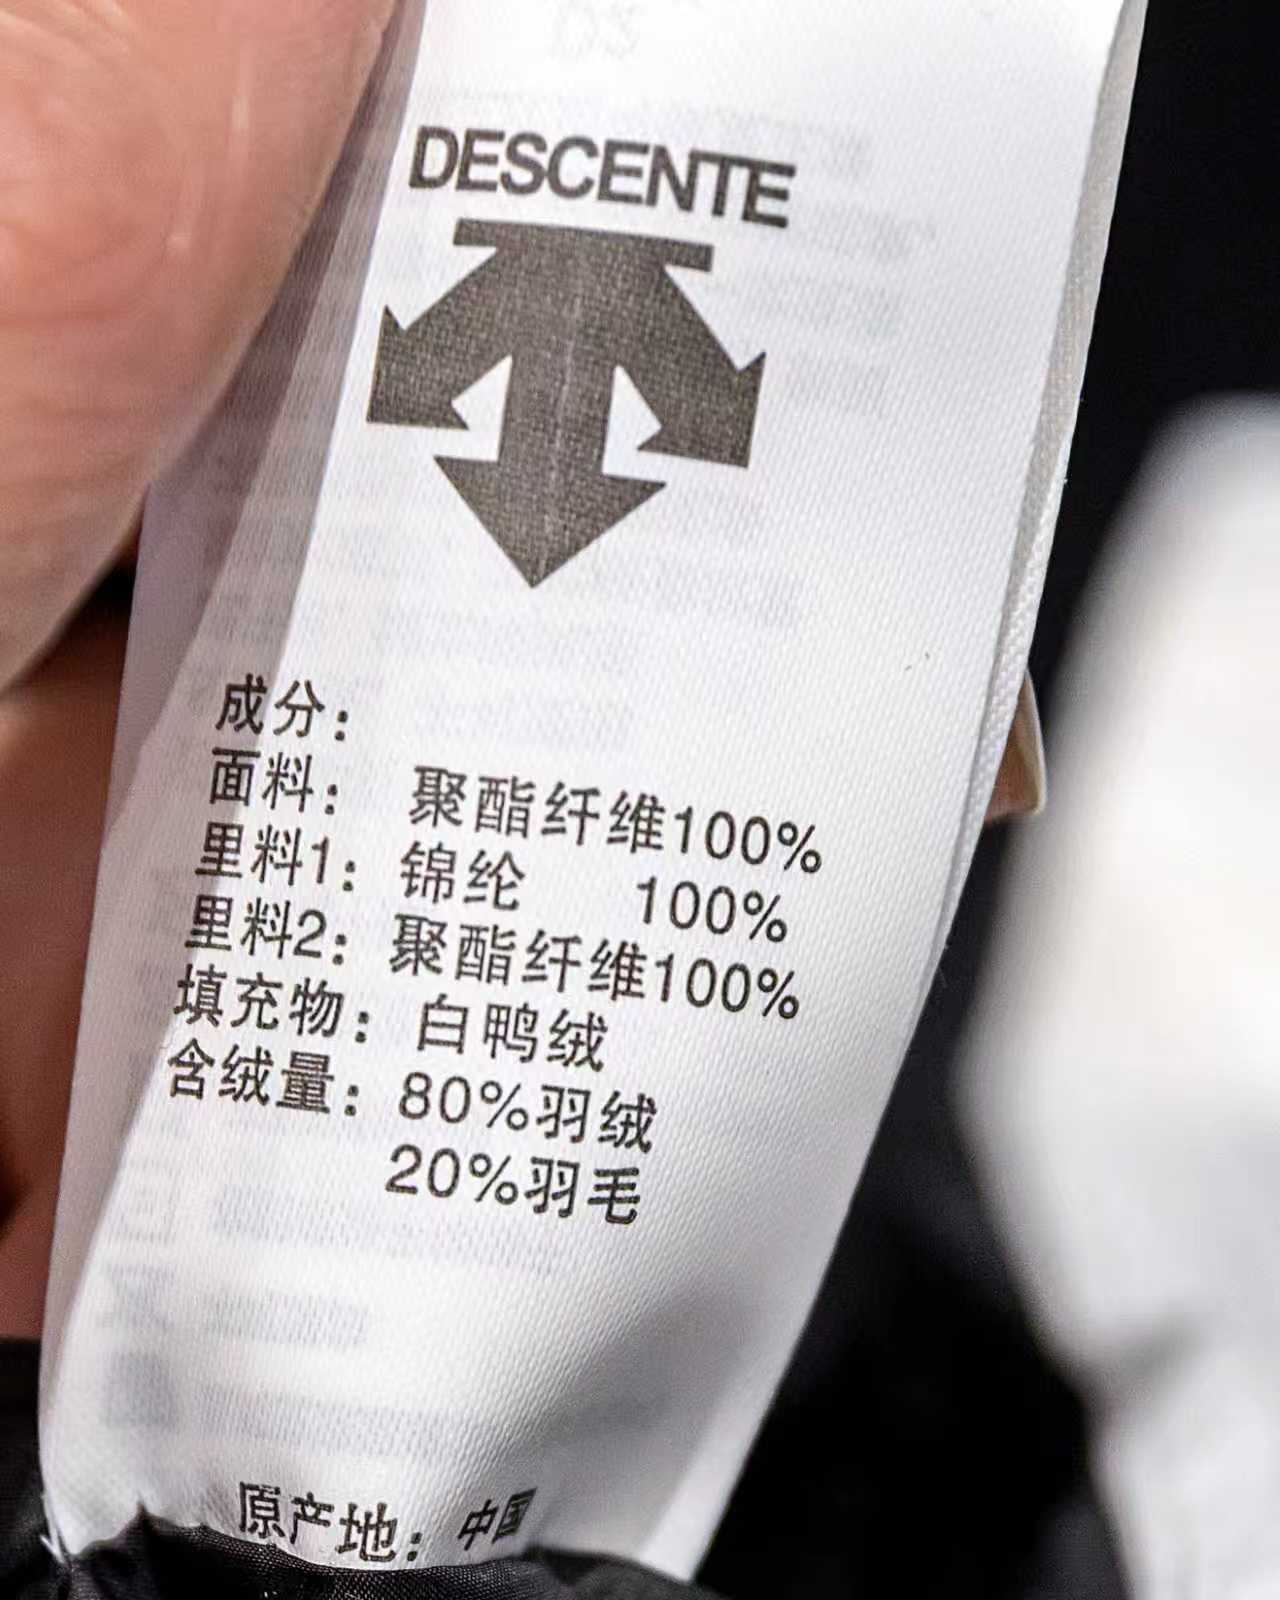 DESCENTE
成分：
面料： 聚酯纤维100%
里料1： 锦纶 100%
里料2： 聚酯纤维100%
填充物： 白鸭绒
含绒量： 80%羽绒
20%羽毛
原产地： 中国